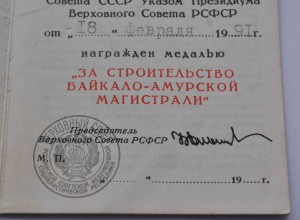 Совета СССР Указом Президиума
Верховного Совета РСФСР
от "18" Февраля 1991г.
награжден медалью
„ЗА СТРОИТЕЛЬСТВО
БАЙКАЛО-АМУРСКОЙ
МАГИСТРАЛИ"
Председатель
Верховного Совета РСФСР
М. П.
" " 19 г.